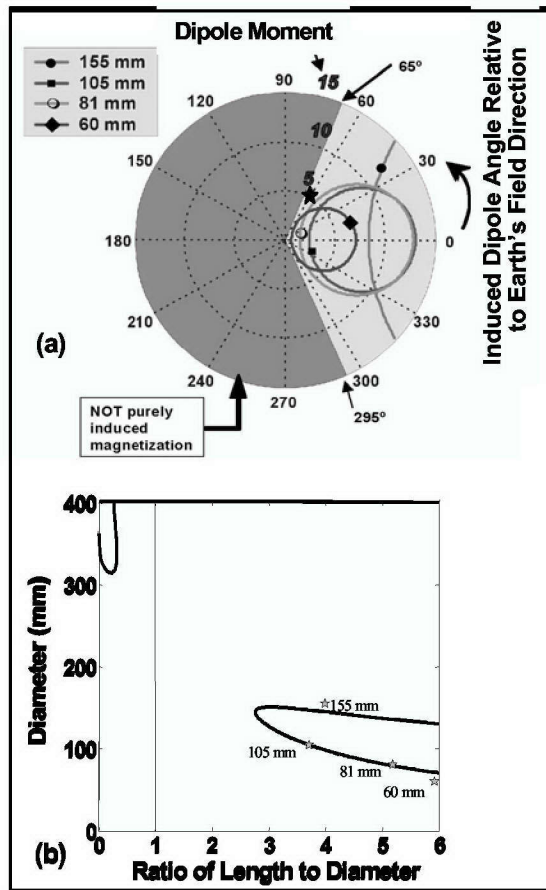 Dipole Moment
155 mm
105 mm
81 mm
60 mm
15
65º
90
60
120
10
150
30
5
180
0
210
330
240
300
270
295º
(a)
NOT purely
induced
magnetization
Induced Dipole Angle Relative
to Earth's Field Direction
400
300
200
100
0
Diameter (mm)
155 mm
105 mm
81 mm
60 mm
0 1 2 3 4 5 6
(b)
Ratio of Length to Diameter